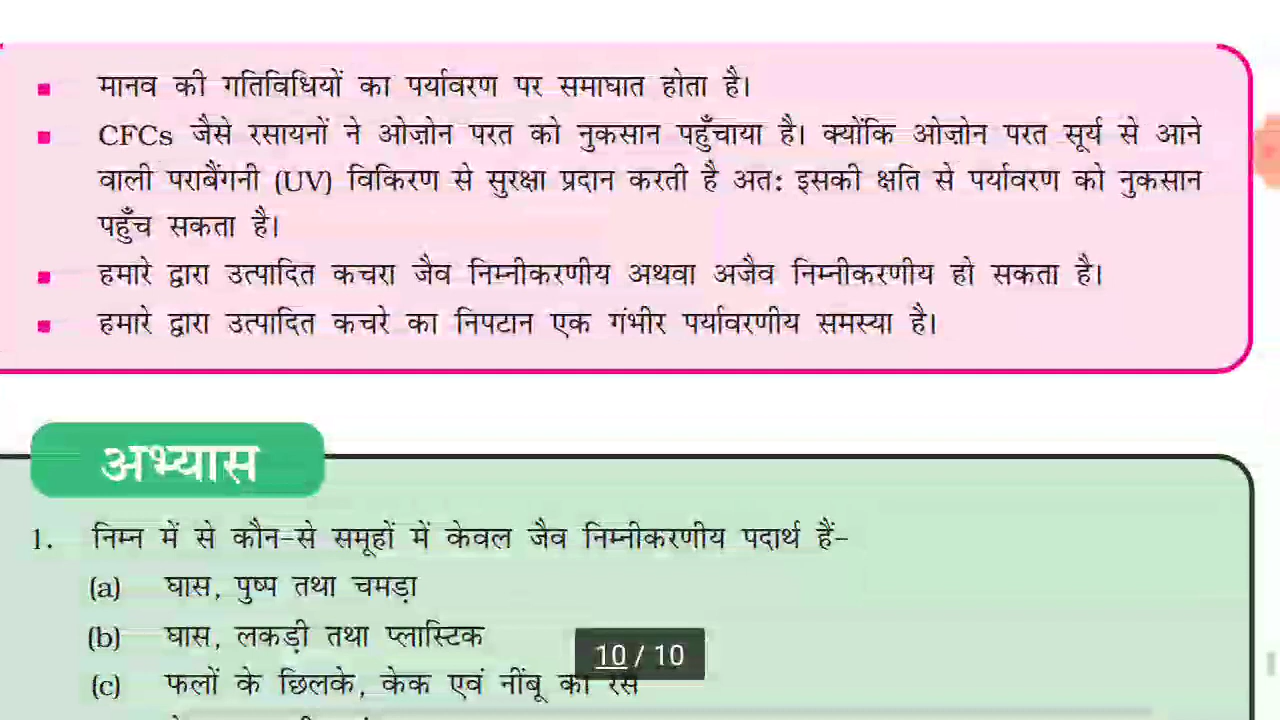 ▪ मानव की गतिविधियों का पर्यावरण पर समाघात होता है।
▪ CFCs जैसे रसायनों ने ओज़ोन परत को नुकसान पहुँचाया है। क्योंकि ओज़ोन परत सूर्य से आने
वाली पराबैंगनी (UV) विकिरण से सुरक्षा प्रदान करती है अत: इसकी क्षति से पर्यावरण को नुकसान
पहुँच सकता है।
▪ हमारे द्वारा उत्पादित कचरा जैव निम्नीकरणीय अथवा अजैव निम्नीकरणीय हो सकता है।
▪ हमारे द्वारा उत्पादित कचरे का निपटान एक गंभीर पर्यावरणीय समस्या है।
अभ्यास
1. निम्न में से कौन-से समूहों में केवल जैव निम्नीकरणीय पदार्थ हैं-
(a) घास, पुष्प तथा चमड़ा
(b) घास, लकड़ी तथा प्लास्टिक
10 / 10
(c) फलों के छिलके, केक एवं नींबू का रस